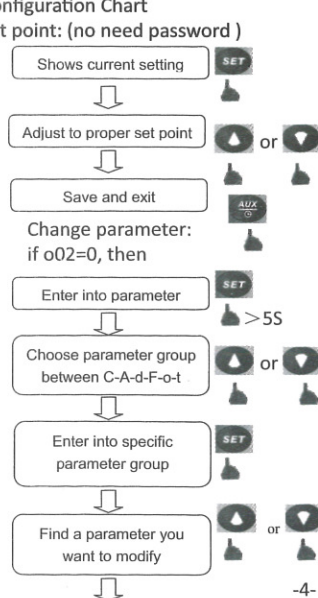 nfiguration Chart
t point: (no need password )
Shows current setting
SET
Adjust to proper set point
or
Save and exit
AUX
Change parameter:
if o02=0, then
Enter into parameter
SET
>5S
Choose parameter group
between C-A-d-F-o-t
or
Enter into specific
parameter group
SET
Find a parameter you
want to modify
or
-4-